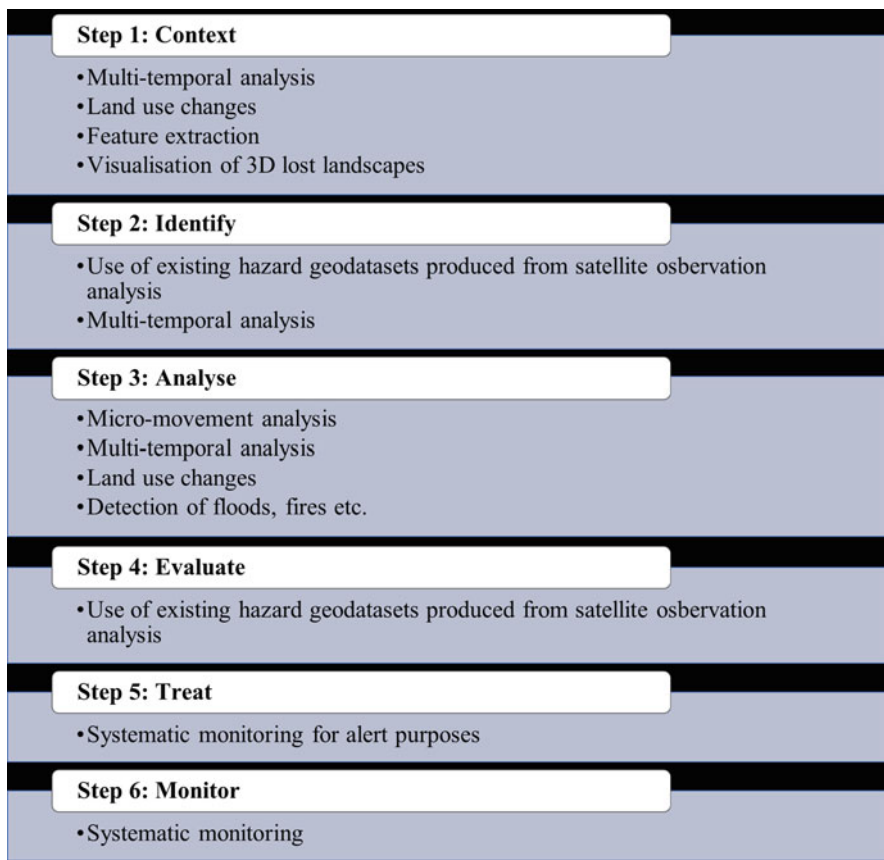 Step 1: Context
•Multi-temporal analysis
•Land use changes
•Feature extraction
•Visualisation of 3D lost landscapes
Step 2: Identify
•Use of existing hazard geodatasets produced from satellite osbervation
analysis
•Multi-temporal analysis
Step 3: Analyse
•Micro-movement analysis
•Multi-temporal analysis
•Land use changes
•Detection of floods, fires etc.
Step 4: Evaluate
•Use of existing hazard geodatasets produced from satellite osbervation
analysis
Step 5: Treat
•Systematic monitoring for alert purposes
Step 6: Monitor
•Systematic monitoring